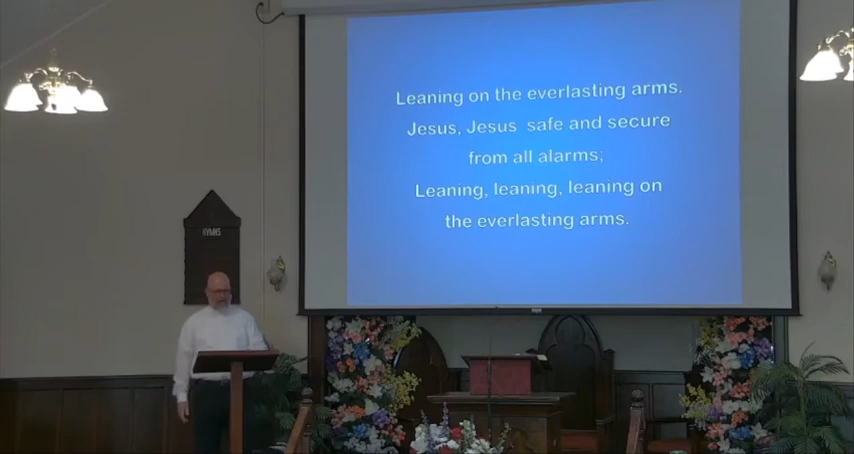 Leaning on the everlasting arms.
Jesus, Jesus  safe and secure
from all alarms;
Leaning, leaning, leaning on
the everlasting arms.
HYMNS